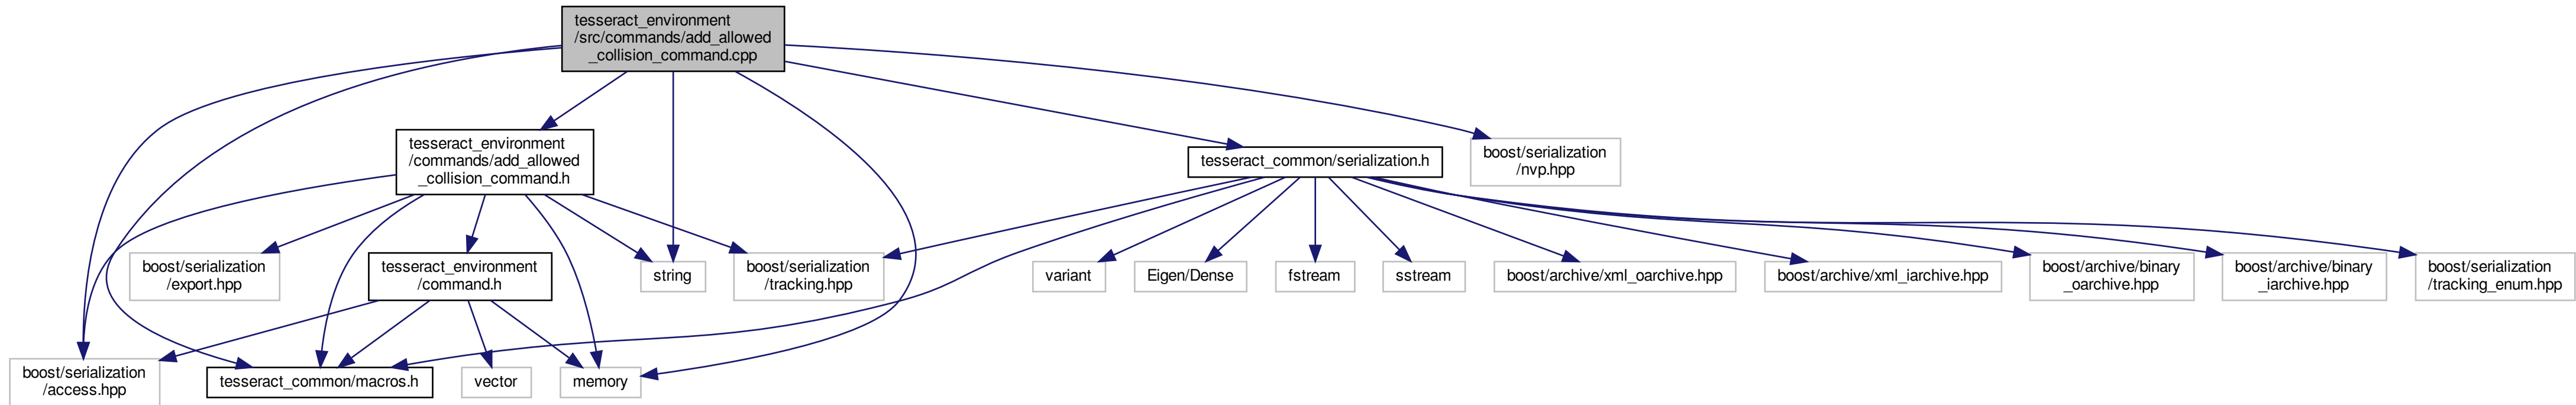 tesseract_environment
/src/commands/add_allowed
_collision_command.cpp
tesseract_environment
/commands/add_allowed
_collision_command.h
tesseract_common/serialization.h
boost/serialization
/nvp.hpp
boost/serialization
/export.hpp
tesseract_environment
/command.h
string
boost/serialization
/tracking.hpp
variant
Eigen/Dense
fstream
sstream
boost/archive/xml_oarchive.hpp
boost/archive/xml_iarchive.hpp
boost/archive/binary
_oarchive.hpp
boost/archive/binary
_iarchive.hpp
boost/serialization
/tracking_enum.hpp
boost/serialization
/access.hpp
tesseract_common/macros.h
vector
memory